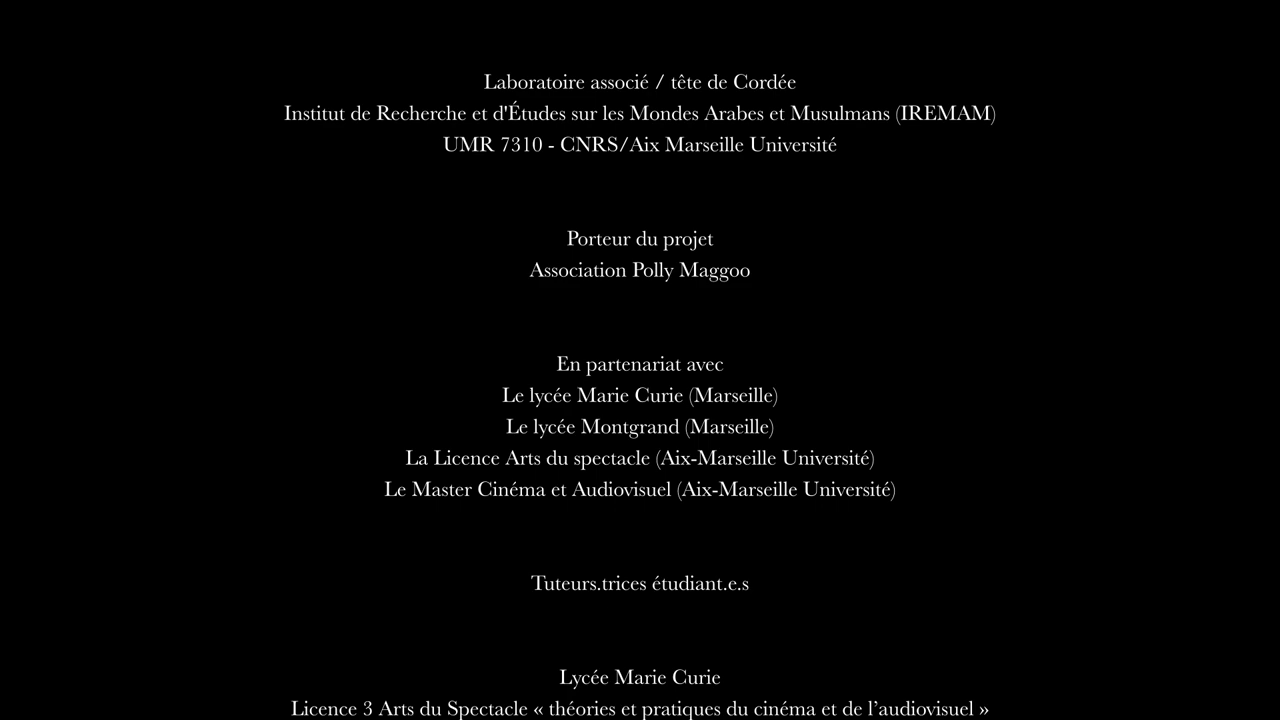 Laboratoire associé / tête de Cordée
Institut de Recherche et d'Études sur les Mondes Arabes et Musulmans (IREMAM)
UMR 7310 - CNRS/Aix Marseille Université
Porteur du projet
Association Polly Maggoo
En partenariat avec
Le lycée Marie Curie (Marseille)
Le lycée Montgrand (Marseille)
La Licence Arts du spectacle (Aix-Marseille Université)
Le Master Cinéma et Audiovisuel (Aix-Marseille Université)
Tuteurs.trices étudiant.e.s
Lycée Marie Curie
Licence 3 Arts du Spectacle « théories et pratiques du cinéma et de l’audiovisuel »